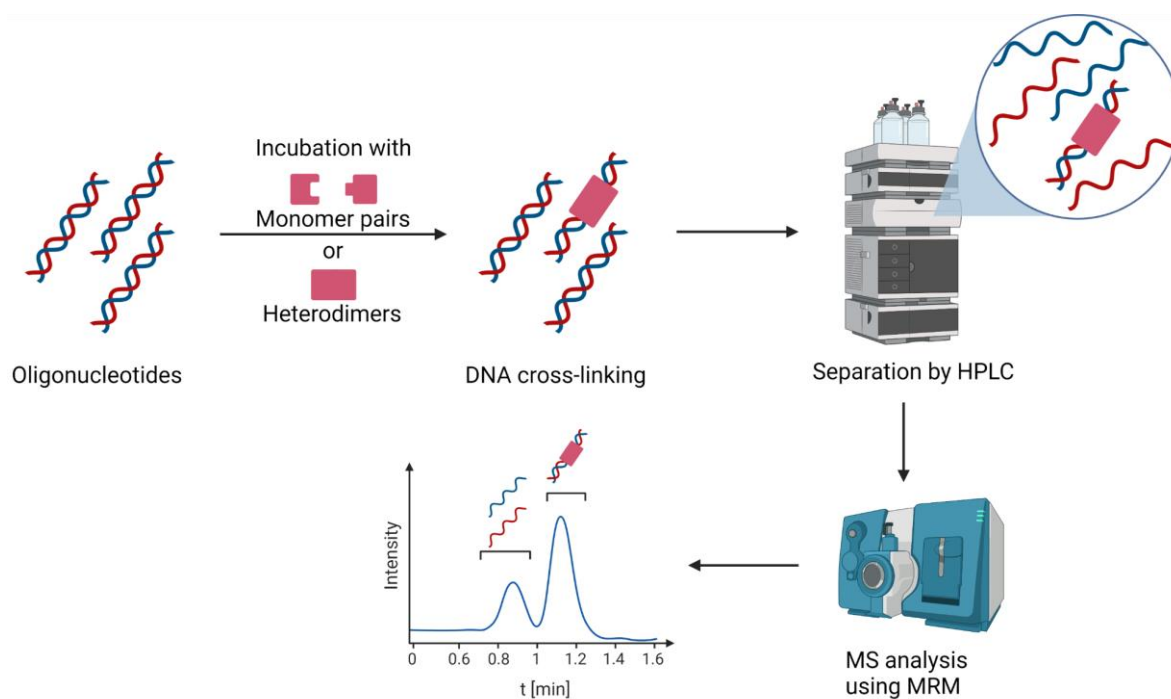 Incubation with
Monomer pairs
or
Heterodimers
Oligonucleotides
DNA cross-linking
Separation by HPLC
MS analysis
using MRM
Intensity
0 0.6 0.8 1 1.2 1.4 1.6
t [min]